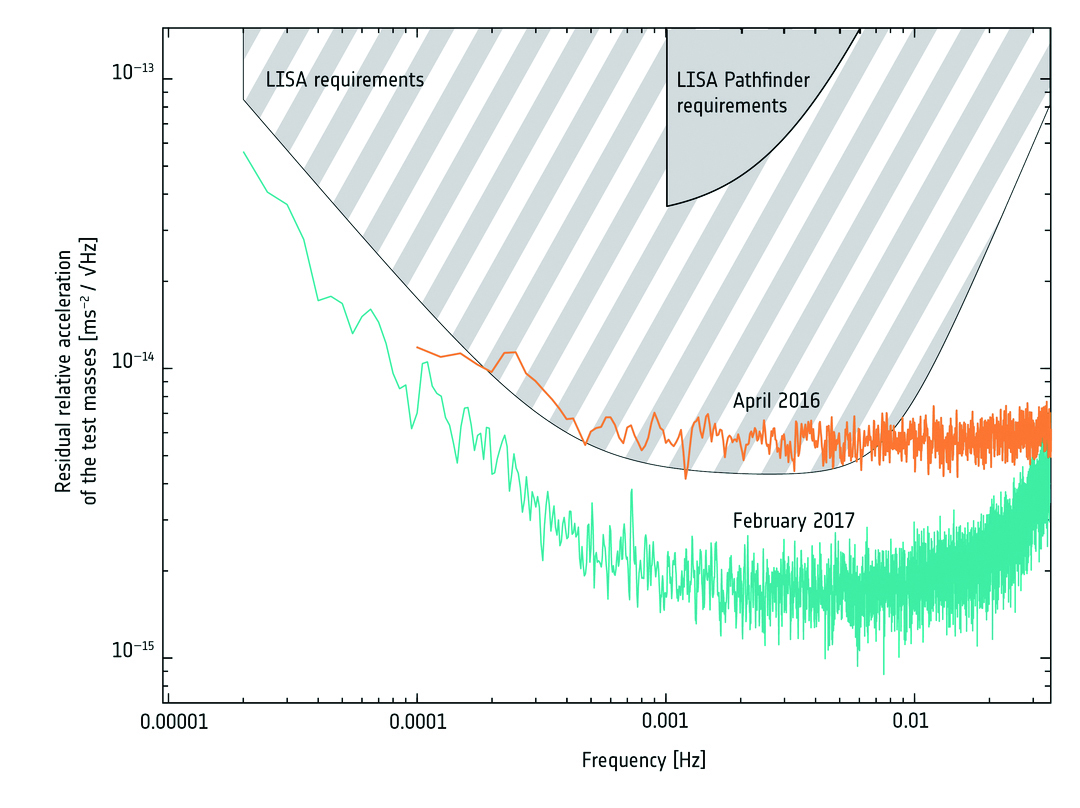 LISA requirements
LISA Pathfinder
requirements
April 2016
February 2017
10⁻¹³
10⁻¹⁴
10⁻¹⁵
Residual relative acceleration
of the test masses [ms⁻² / √Hz]
0.00001
0.0001
0.001
0.01
Frequency [Hz]